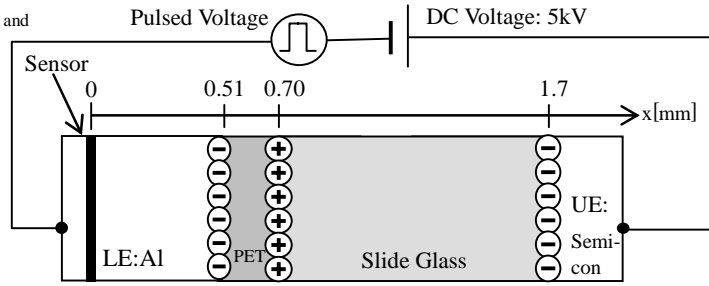 and
Pulsed Voltage
DC Voltage: 5kV
Sensor
0
0.51
0.70
1.7
x[mm]
LE:Al
PET
Slide Glass
UE:
Semi-
con